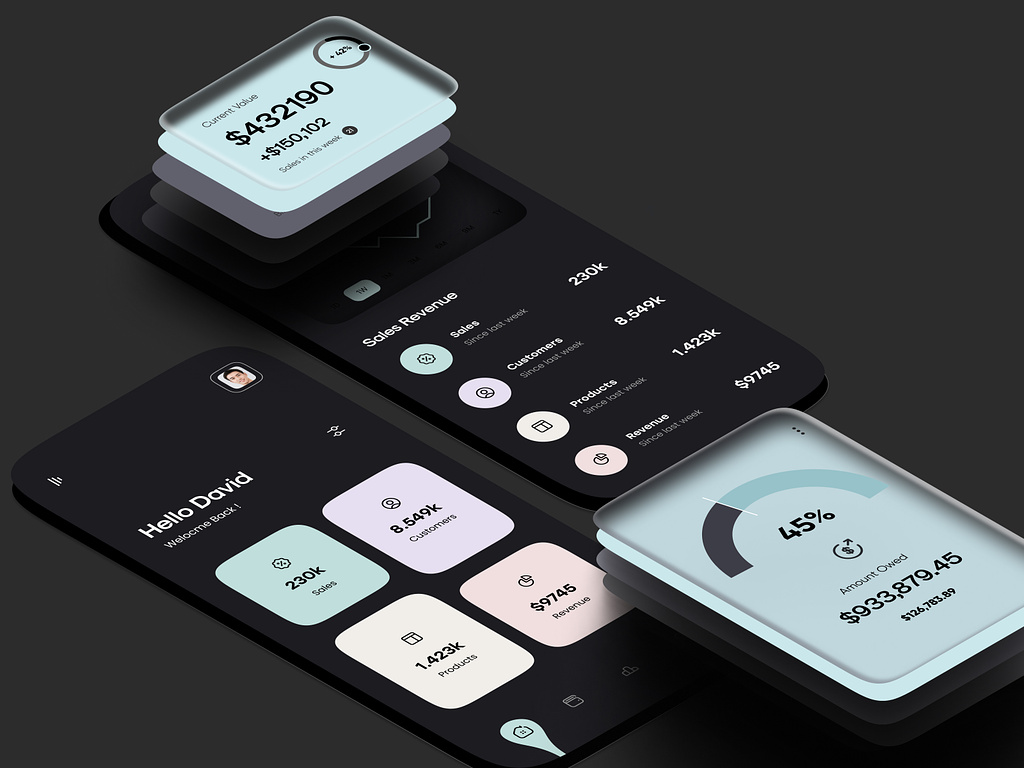 + 42%
Current Value
$432190
+$150,102
Sales in this week
21
1W
Sales Revenue
Sales
Since last week
230k
Customers
Since last week
8.549k
Products
Since last week
1.423k
Revenue
Since last week
$9745
Hello David
Welocme Back !
230k
Sales
8.549k
Customers
1.423k
Products
$9745
Revenue
45%
Amount Owed
$933,879.45
$126,783.89